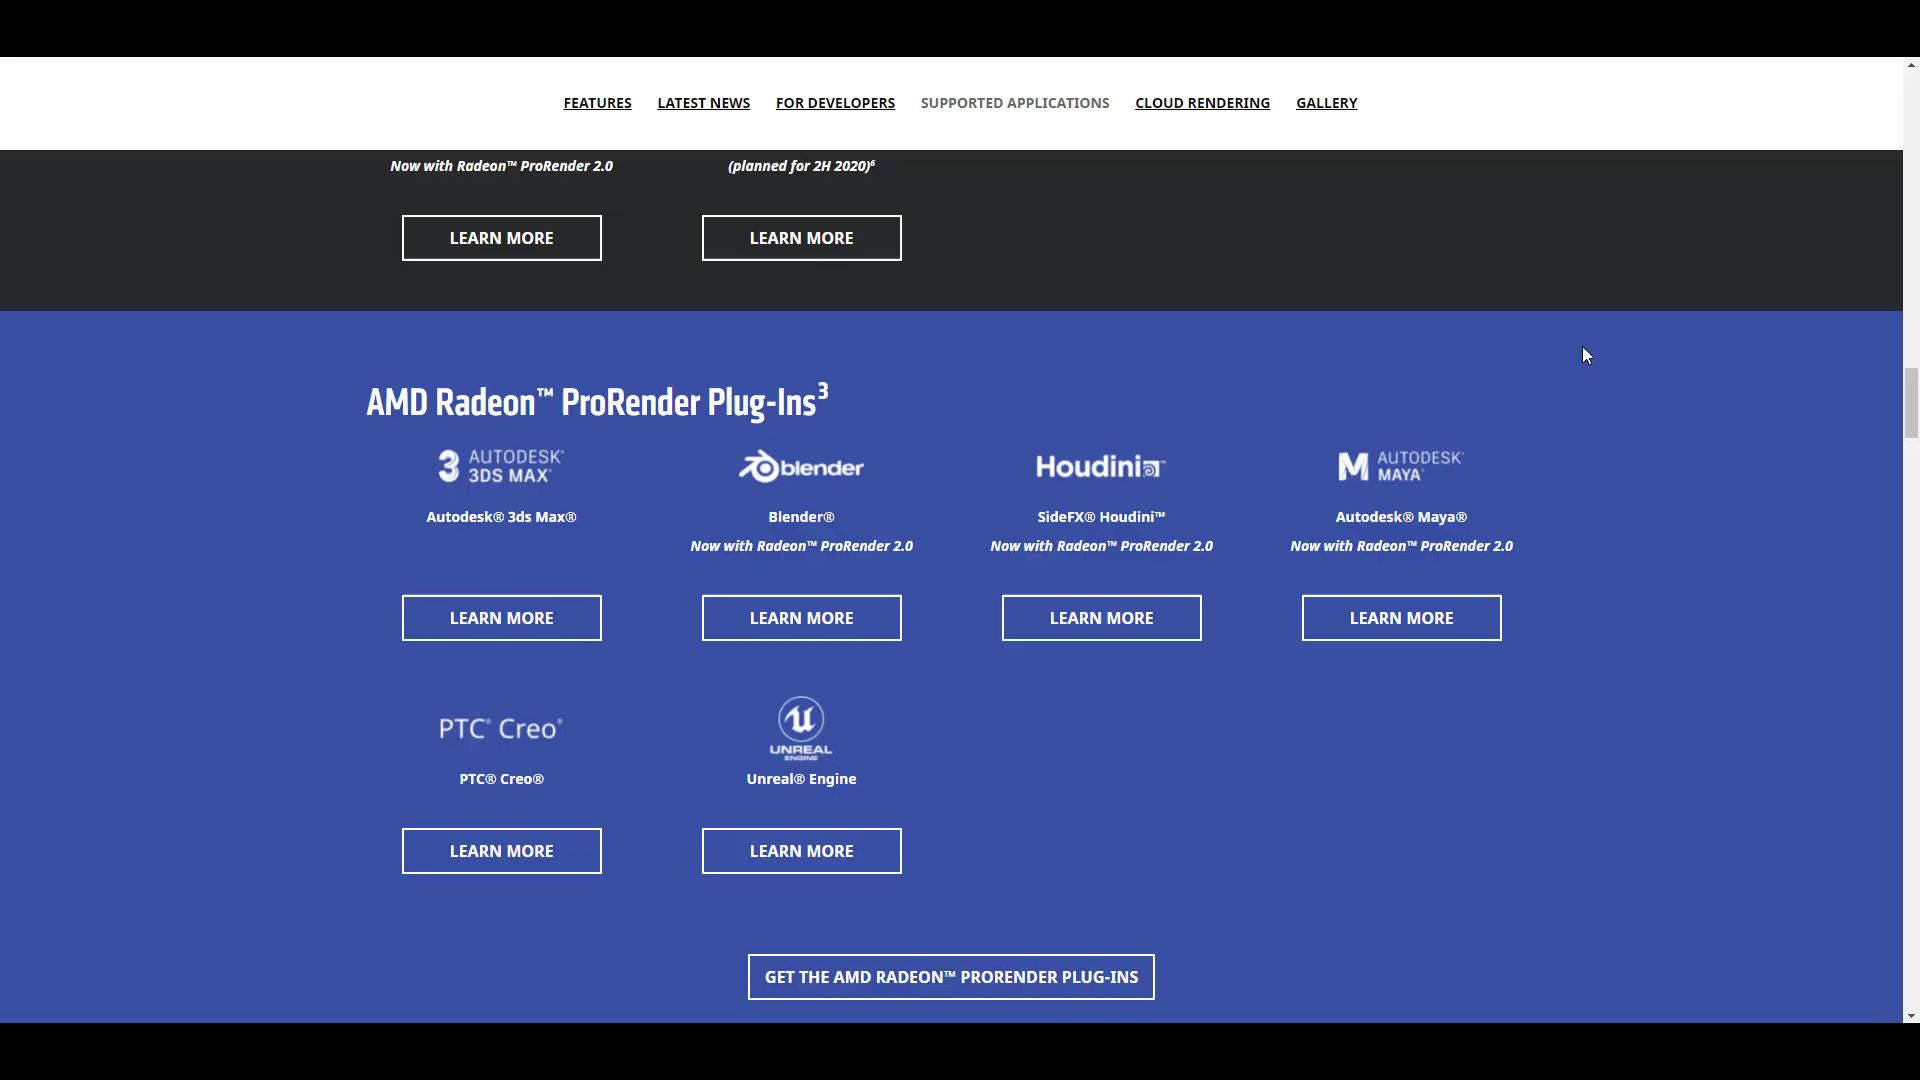 FEATURES LATEST NEWS FOR DEVELOPERS SUPPORTED APPLICATIONS CLOUD RENDERING GALLERY
Now with Radeon™ ProRender 2.0 (planned for 2H 2020)⁶
LEARN MORE LEARN MORE
AMD Radeon™ ProRender Plug-Ins³
3 AUTODESK® 3DS MAX® blender Houdini™ M AUTODESK® MAYA®
Autodesk® 3ds Max® Blender® SideFX® Houdini™ Autodesk® Maya®
Now with Radeon™ ProRender 2.0 Now with Radeon™ ProRender 2.0 Now with Radeon™ ProRender 2.0
LEARN MORE LEARN MORE LEARN MORE LEARN MORE
PTC® Creo® UNREAL ENGINE
PTC® Creo® Unreal® Engine
LEARN MORE LEARN MORE
GET THE AMD RADEON™ PRORENDER PLUG-INS